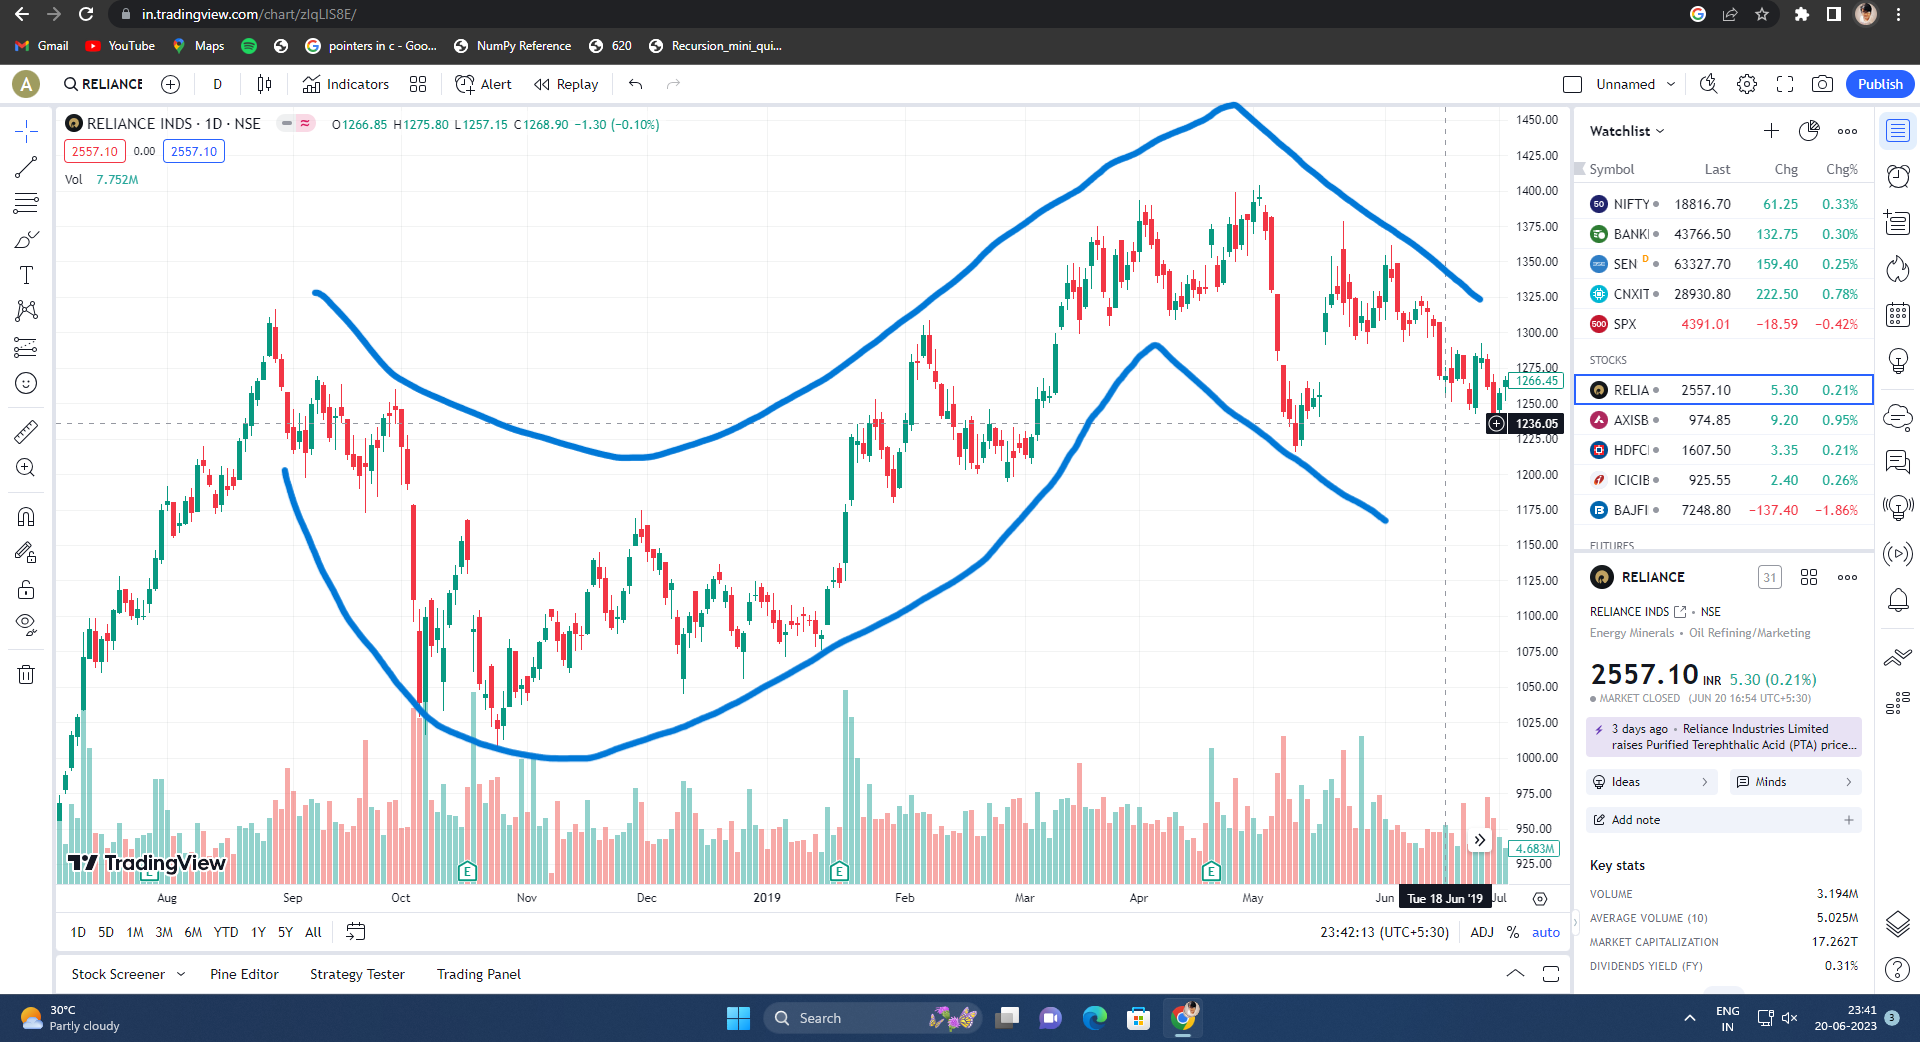 in.tradingview.com/chart/zlqLIS8E/
Gmail YouTube Maps pointers in c - Goo... NumPy Reference 620 Recursion_mini_qui...
A RELIANCE D Indicators Alert Replay Unnamed Publish
RELIANCE INDS · 1D · NSE O1266.85 H1275.80 L1257.15 C1268.90 −1.30 (−0.10%)
2557.10 0.00 2557.10
Vol 7.752M
1450.00
1425.00
1400.00
1375.00
1350.00
1325.00
1300.00
1275.00
1266.45
1250.00
1236.05
1225.00
1200.00
1175.00
1150.00
1125.00
1100.00
1075.00
1050.00
1025.00
1000.00
975.00
950.00
4.683M
925.00
TradingView
E E E E
Aug Sep Oct Nov Dec 2019 Feb Mar Apr May Jun Tue 18 Jun '19 Jul
1D 5D 1M 3M 6M YTD 1Y 5Y All 23:42:13 (UTC+5:30) ADJ % auto
Stock Screener Pine Editor Strategy Tester Trading Panel
Watchlist
Symbol Last Chg Chg%
50 NIFTY 18816.70 61.25 0.33%
BANKI 43766.50 132.75 0.30%
SEN D 63327.70 159.40 0.25%
CNXIT 28930.80 222.50 0.78%
500 SPX 4391.01 −18.59 −0.42%
STOCKS
RELIA 2557.10 5.30 0.21%
AXISB 974.85 9.20 0.95%
HDFCI 1607.50 3.35 0.21%
ICICIB 925.55 2.40 0.26%
BAJFI 7248.80 −137.40 −1.86%
FUTURES
RELIANCE 31
RELIANCE INDS · NSE
Energy Minerals · Oil Refining/Marketing
2557.10 INR 5.30 (0.21%)
MARKET CLOSED (JUN 20 16:54 UTC+5:30)
3 days ago · Reliance Industries Limited
raises Purified Terephthalic Acid (PTA) price...
Ideas Minds
Add note
Key stats
VOLUME 3.194M
AVERAGE VOLUME (10) 5.025M
MARKET CAPITALIZATION 17.262T
DIVIDENDS YIELD (FY) 0.31%
30°C
Partly cloudy
Search
ENG
IN
23:41
20-06-2023
3